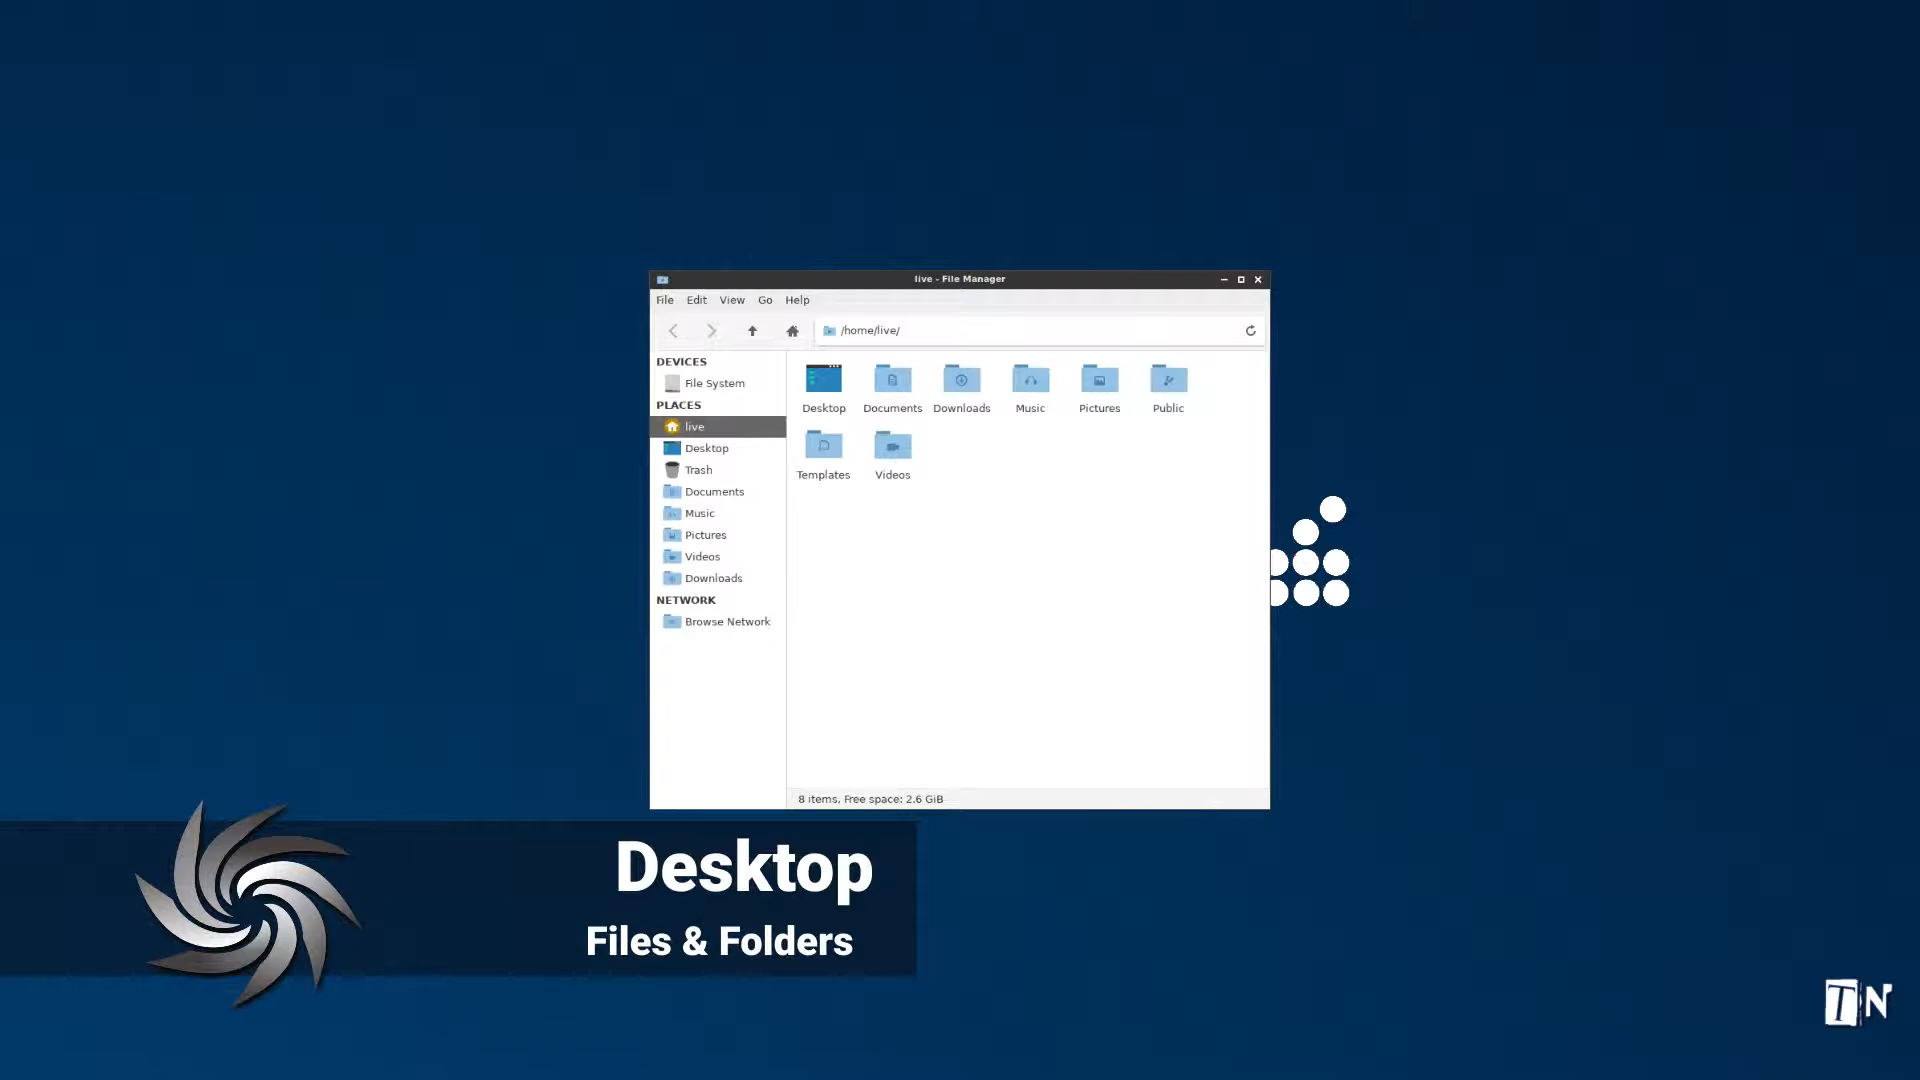 live - File Manager
File Edit View Go Help
/home/live/
DEVICES
File System
PLACES
live
Desktop
Trash
Documents
Music
Pictures
Videos
Downloads
NETWORK
Browse Network
Desktop Documents Downloads Music Pictures Public
Templates Videos
8 items, Free space: 2.6 GiB
Desktop
Files & Folders
TN